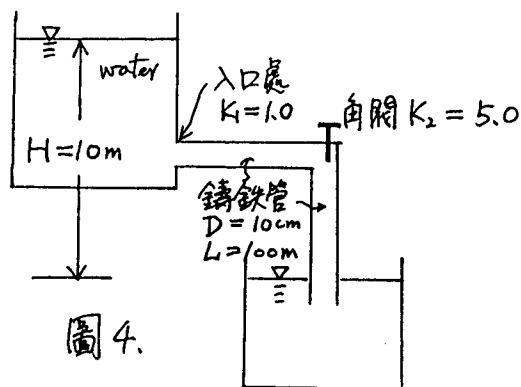 water
H=10m
入口處
K₁=1.0
角閥 K₂ = 5.0
鑄鉄管
D = 10cm
L=100m
圖 4.